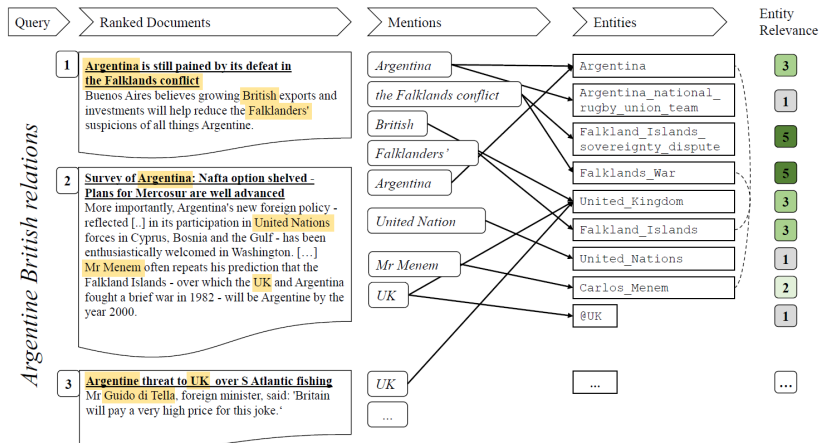 Query
Ranked Documents
Mentions
Entities
Entity
Relevance
Argentine British relations
1
Argentina is still pained by its defeat in
the Falklands conflict
Buenos Aires believes growing British exports and
investments will help reduce the Falklanders'
suspicions of all things Argentine.
2
Survey of Argentina: Nafta option shelved -
Plans for Mercosur are well advanced
More importantly, Argentina's new foreign policy -
reflected [..] in its participation in United Nations'
forces in Cyprus, Bosnia and the Gulf - has been
enthusiastically welcomed in Washington. […]
Mr Menem often repeats his prediction that the
Falkland Islands - over which the UK and Argentina
fought a brief war in 1982 - will be Argentine by the
year 2000.
3
Argentine threat to UK over S Atlantic fishing
Mr Guido di Tella, foreign minister, said: 'Britain
will pay a very high price for this joke.'
Argentina
the Falklands conflict
British
Falklanders'
Argentina
United Nation
Mr Menem
UK
UK
...
Argentina
Argentina_national_
rugby_union_team
Falkland_Islands_
sovereignty_dispute
Falklands_War
United_Kingdom
Falkland_Islands
United_Nations
Carlos_Menem
@UK
...
3
1
5
5
3
3
1
2
1
...